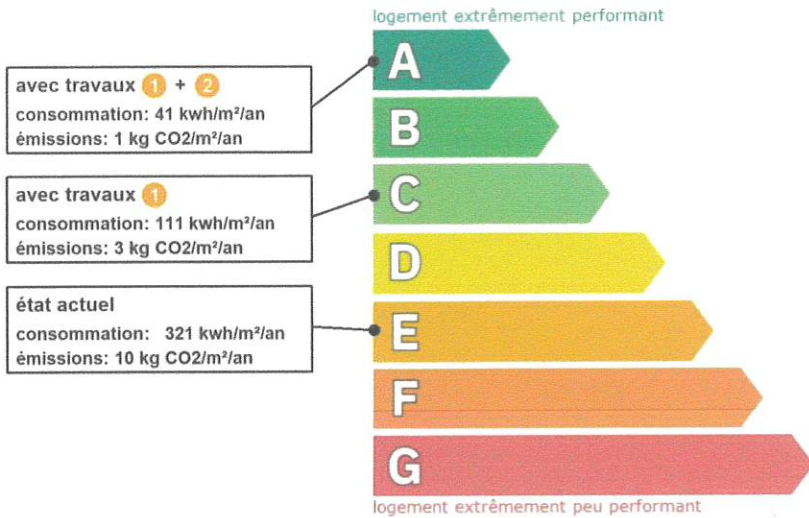 logement extrêmement performant
A
avec travaux 1 + 2
consommation: 41 kwh/m²/an
émissions: 1 kg CO2/m²/an
B
avec travaux 1
consommation: 111 kwh/m²/an
émissions: 3 kg CO2/m²/an
C
D
état actuel
consommation: 321 kwh/m²/an
émissions: 10 kg CO2/m²/an
E
F
G
logement extrêmement peu performant